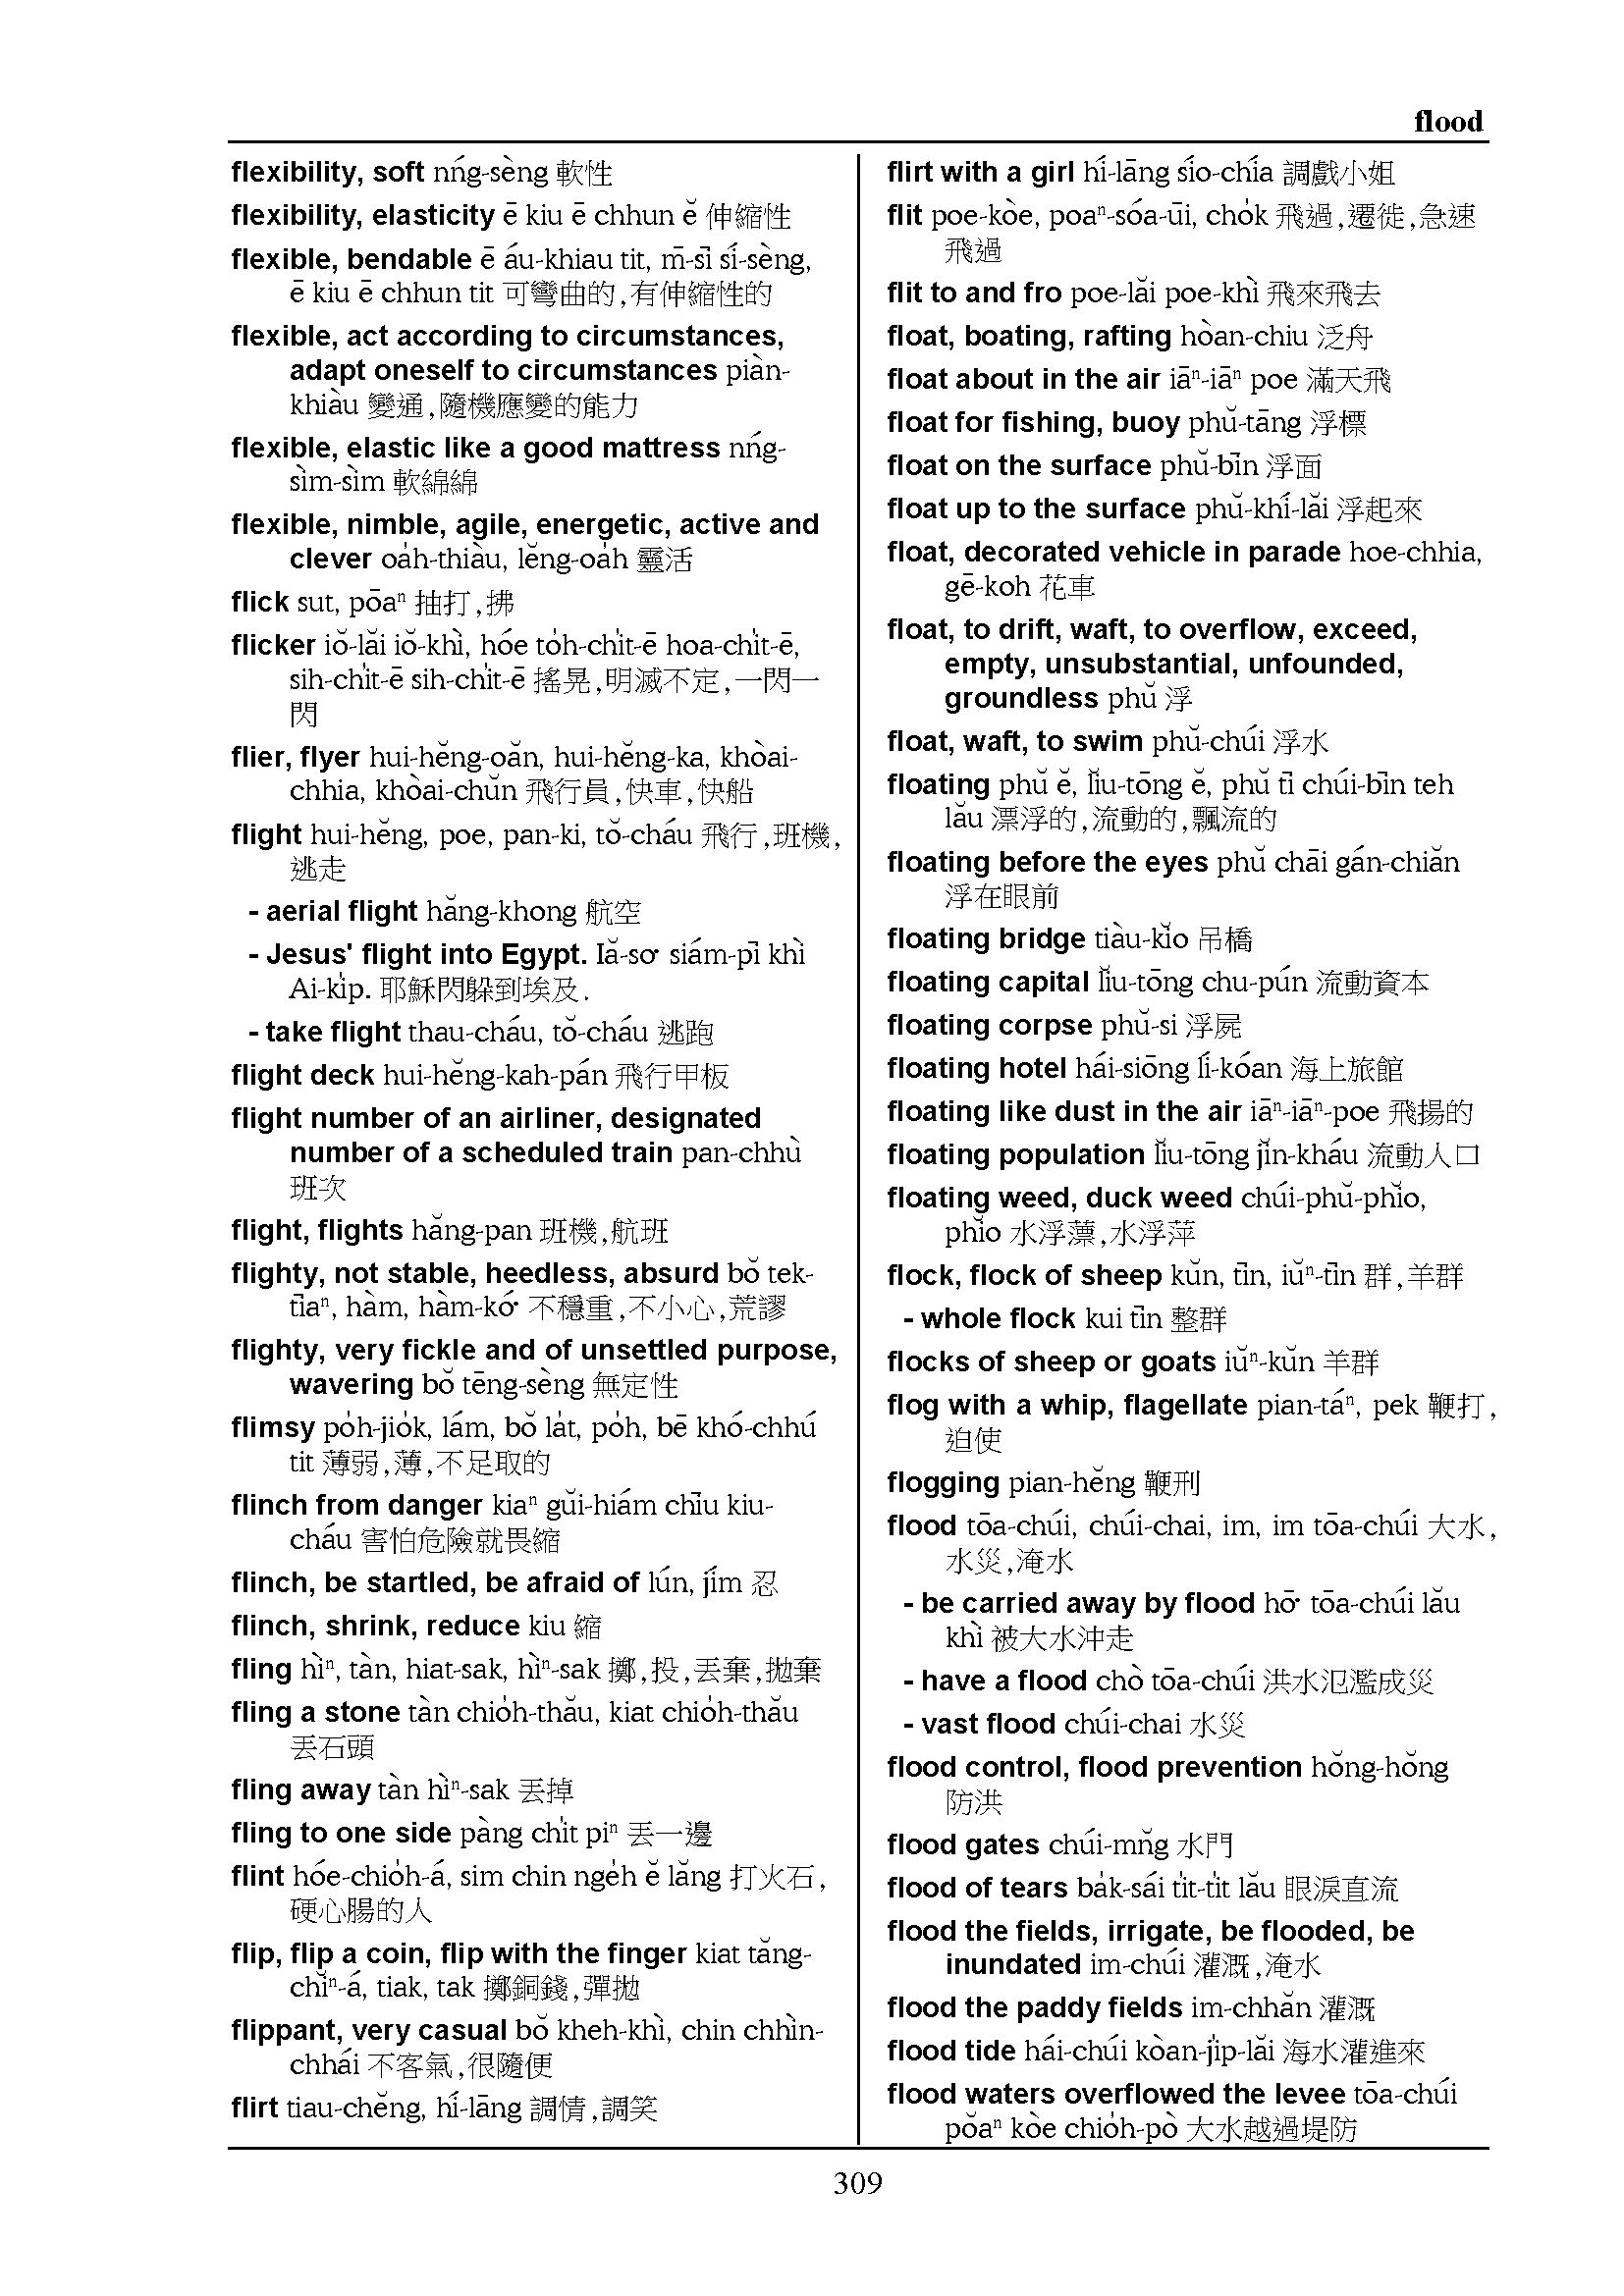 flood
flexibility, soft nńg-sèng 軟性
flexibility, elasticity ē kiu ē chhun ĕ 伸縮性
flexible, bendable ē áu-khiau tit, m̄-sī sí-sèng,
ē kiu ē chhun tit 可彎曲的,有伸縮性的
flexible, act according to circumstances,
adapt oneself to circumstances piàn-
khiàu 變通,隨機應變的能力
flexible, elastic like a good mattress nńg-
sìm-sìm 軟綿綿
flexible, nimble, agile, energetic, active and
clever oa̍h-thiàu, lĕng-oa̍h 靈活
flick sut, pōaⁿ 抽打,拂
flicker iŏ-lăi iŏ-khì, hóe to̍h-chi̍t-ē hoa-chi̍t-ē,
sih-chi̍t-ē sih-chi̍t-ē 搖晃,明滅不定,一閃一
閃
flier, flyer hui-hĕng-oăn, hui-hĕng-ka, khòai-
chhia, khòai-chŭn 飛行員,快車,快船
flight hui-hĕng, poe, pan-ki, tŏ-cháu 飛行,班機,
逃走
- aerial flight hăng-khong 航空
- Jesus' flight into Egypt. Iă-so͘ siám-pī khì
Ai-ki̍p. 耶穌閃躲到埃及.
- take flight thau-cháu, tŏ-cháu 逃跑
flight deck hui-hĕng-kah-pán 飛行甲板
flight number of an airliner, designated
number of a scheduled train pan-chhù
班次
flight, flights hăng-pan 班機,航班
flighty, not stable, heedless, absurd bŏ tek-
tīaⁿ, hàm, hàm-kó͘ 不穩重,不小心,荒謬
flighty, very fickle and of unsettled purpose,
wavering bŏ tēng-sèng 無定性
flimsy po̍h-jio̍k, lám, bŏ la̍t, po̍h, bē khó-chhú
tit 薄弱,薄,不足取的
flinch from danger kiaⁿ gŭi-hiám chīu kiu-
cháu 害怕危險就畏縮
flinch, be startled, be afraid of lún, jím 忍
flinch, shrink, reduce kiu 縮
fling hìⁿ, tàn, hiat-sak, hìⁿ-sak 擲,投,丟棄,拋棄
fling a stone tàn chio̍h-thău, kiat chio̍h-thău
丟石頭
fling away tàn hìⁿ-sak 丟掉
fling to one side pàng chi̍t piⁿ 丟一邊
flint hóe-chio̍h-á, sim chin nge̍h ĕ lăng 打火石,
硬心腸的人
flip, flip a coin, flip with the finger kiat tăng-
chĭⁿ-á, tiak, tak 擲銅錢,彈拋
flippant, very casual bŏ kheh-khì, chin chhìn-
chhái 不客氣,很隨便
flirt tiau-chĕng, hí-lāng 調情,調笑
flirt with a girl hí-lāng sío-chía 調戲小姐
flit poe-kòe, poaⁿ-sóa-ūi, cho̍k 飛過,遷徙,急速
飛過
flit to and fro poe-lăi poe-khì 飛來飛去
float, boating, rafting hòan-chiu 泛舟
float about in the air iāⁿ-iāⁿ poe 滿天飛
float for fishing, buoy phŭ-tāng 浮標
float on the surface phŭ-bīn 浮面
float up to the surface phŭ-khí-lăi 浮起來
float, decorated vehicle in parade hoe-chhia,
gē-koh 花車
float, to drift, waft, to overflow, exceed,
empty, unsubstantial, unfounded,
groundless phŭ 浮
float, waft, to swim phŭ-chúi 浮水
floating phŭ ĕ, lĭu-tōng ĕ, phŭ tī chúi-bīn teh
lău 漂浮的,流動的,飄流的
floating before the eyes phŭ chāi gán-chiăn
浮在眼前
floating bridge tiàu-kĭo 吊橋
floating capital lĭu-tōng chu-pún 流動資本
floating corpse phŭ-si 浮屍
floating hotel hái-siōng lí-kóan 海上旅館
floating like dust in the air iāⁿ-iāⁿ-poe 飛揚的
floating population lĭu-tōng jĭn-kháu 流動人口
floating weed, duck weed chúi-phŭ-phĭo,
phĭo 水浮薸,水浮萍
flock, flock of sheep kŭn, tīn, iŭⁿ-tīn 群,羊群
- whole flock kui tīn 整群
flocks of sheep or goats iŭⁿ-kŭn 羊群
flog with a whip, flagellate pian-táⁿ, pek 鞭打,
迫使
flogging pian-hĕng 鞭刑
flood tōa-chúi, chúi-chai, im, im tōa-chúi 大水,
水災,淹水
- be carried away by flood hō͘ tōa-chúi lău
khì 被大水沖走
- have a flood chò tōa-chúi 洪水氾濫成災
- vast flood chúi-chai 水災
flood control, flood prevention hŏng-hŏng
防洪
flood gates chúi-mn̆g 水門
flood of tears ba̍k-sái ti̍t-ti̍t lău 眼淚直流
flood the fields, irrigate, be flooded, be
inundated im-chúi 灌溉,淹水
flood the paddy fields im-chhăn 灌溉
flood tide hái-chúi kòan-ji̍p-lăi 海水灌進來
flood waters overflowed the levee tōa-chúi
pŏaⁿ kòe chio̍h-pò 大水越過堤防
309